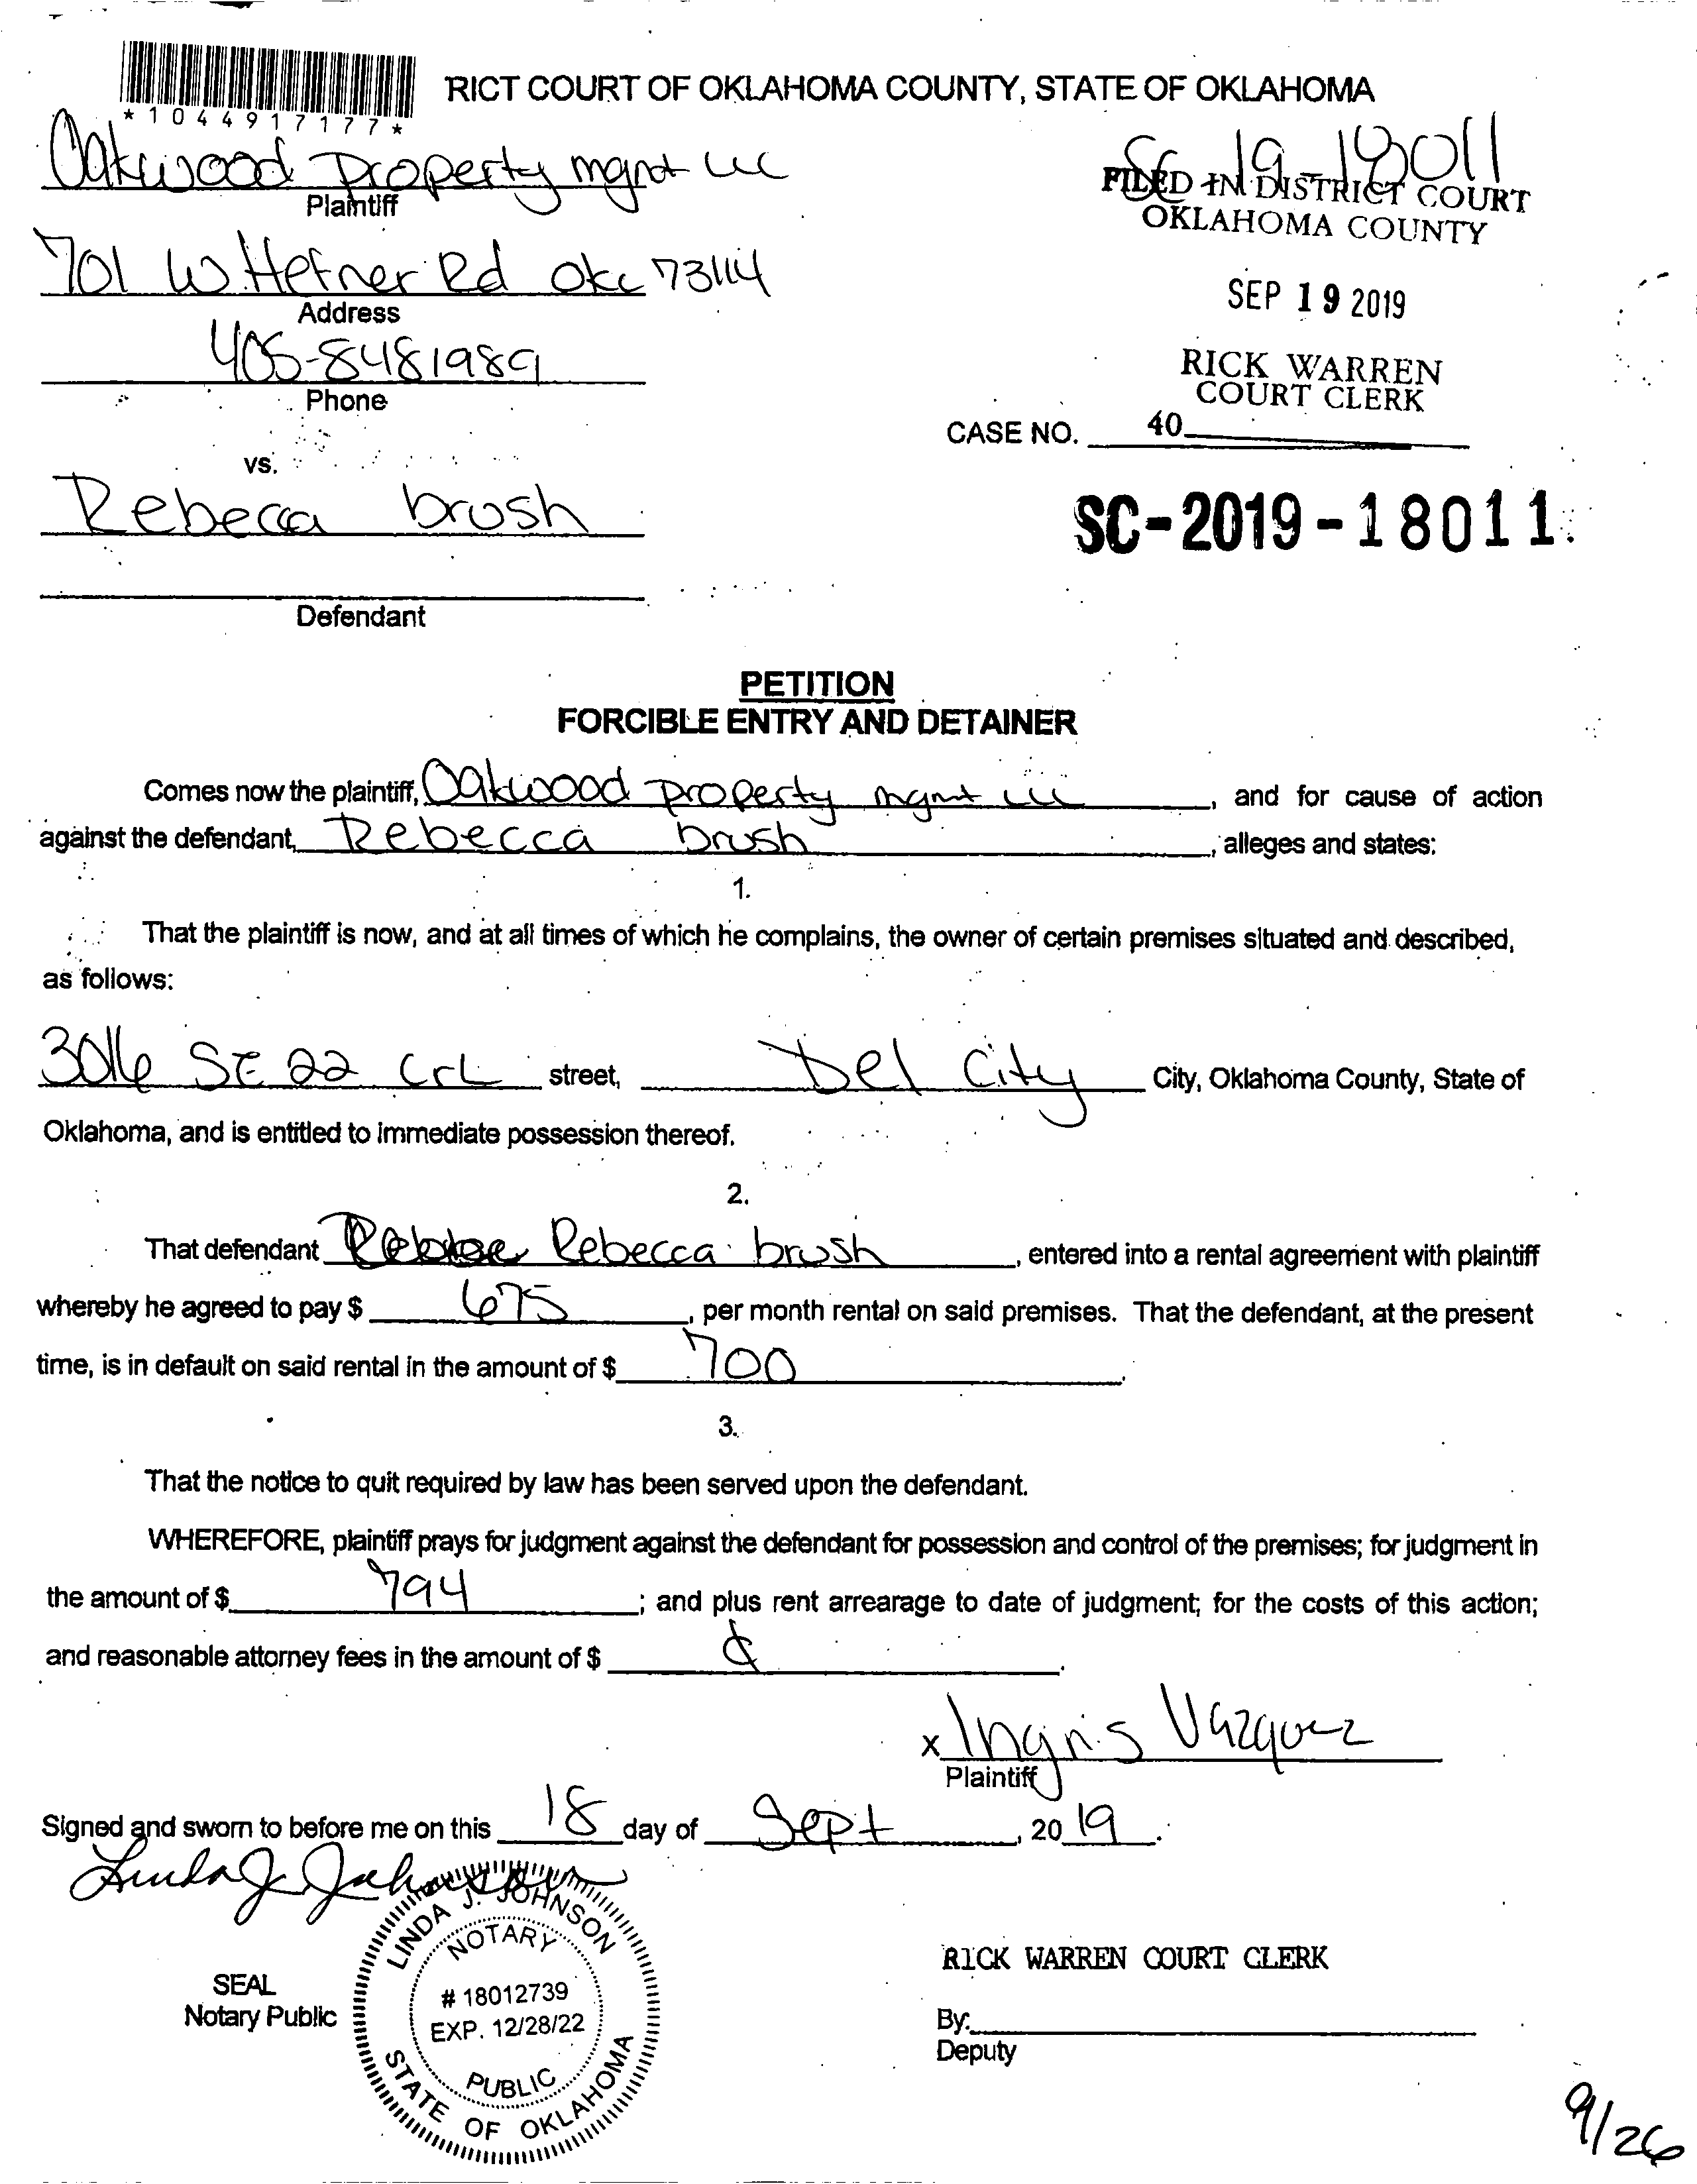 RICT COURT OF OKLAHOMA COUNTY, STATE OF OKLAHOMA
*1044917177*
Oakwood Property mgmt LLC
Plaintiff
SC 19-18011
FILED IN DISTRICT COURT
OKLAHOMA COUNTY
701 W. Hefner Rd OKC 73114
Address
SEP 19 2019
405-8481989
Phone
RICK WARREN
COURT CLERK
CASE NO. 40
vs.
Rebecca brush
SC-2019-18011
Defendant
PETITION
FORCIBLE ENTRY AND DETAINER
Comes now the plaintiff, Oakwood property mgmt LLC, and for cause of action
against the defendant, Rebecca brush, alleges and states:
1.
That the plaintiff is now, and at all times of which he complains, the owner of certain premises situated and described,
as follows:
3016 SE 22 CrL street, Del City City, Oklahoma County, State of
Oklahoma, and is entitled to immediate possession thereof.
2.
That defendant Rebecca brush, entered into a rental agreement with plaintiff
whereby he agreed to pay $ 675, per month rental on said premises. That the defendant, at the present
time, is in default on said rental in the amount of $ 700.
3.
That the notice to quit required by law has been served upon the defendant.
WHEREFORE, plaintiff prays for judgment against the defendant for possession and control of the premises; for judgment in
the amount of $ 794; and plus rent arrearage to date of judgment; for the costs of this action;
and reasonable attorney fees in the amount of $
x Ingris Vazquez
Plaintiff
Signed and sworn to before me on this 18 day of Sept, 2019.
Linda J. Johnson
LINDA J. JOHNSON
NOTARY
# 18012739
EXP. 12/28/22
PUBLIC
STATE OF OKLAHOMA
SEAL
Notary Public
RICK WARREN COURT CLERK
By:
Deputy
9/26